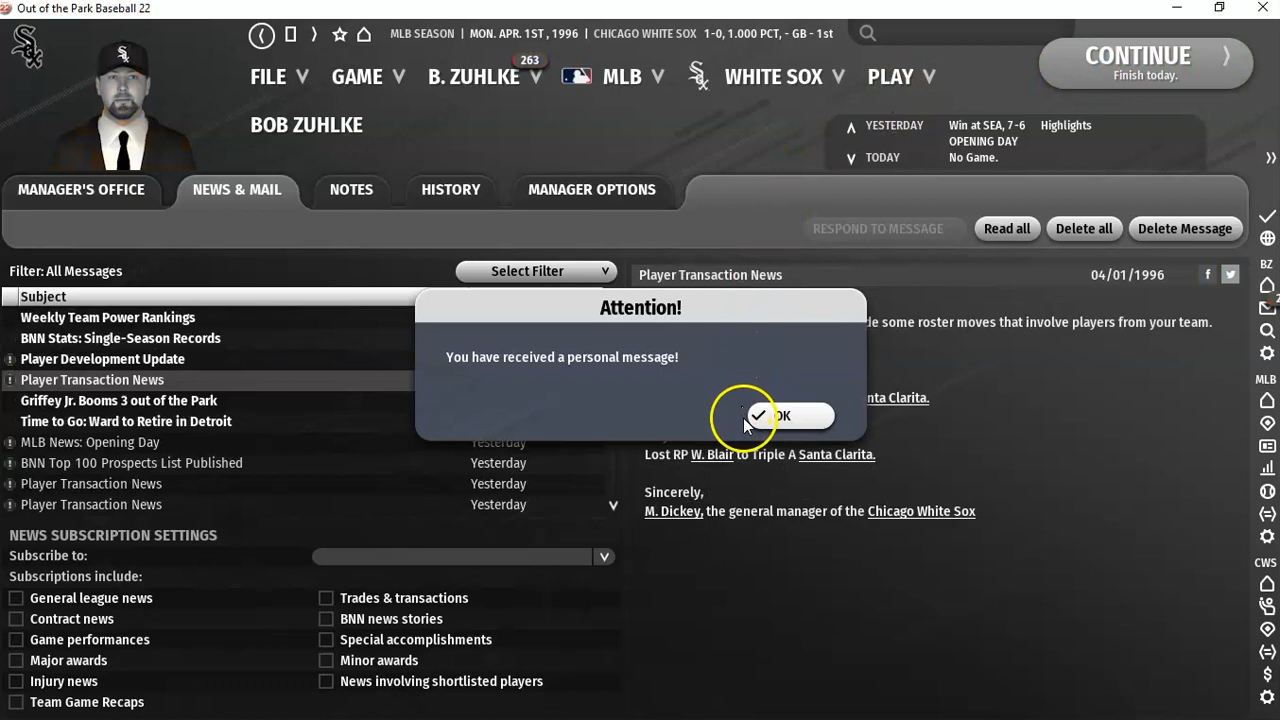 Out of the Park Baseball 22
MLB SEASON | MON. APR. 1ST, 1996 | CHICAGO WHITE SOX 1-0, 1.000 PCT, - GB - 1st
CONTINUE
Finish today.
263
FILE GAME B. ZUHLKE MLB WHITE SOX PLAY
BOB ZUHLKE
YESTERDAY Win at SEA, 7-6 Highlights
OPENING DAY
TODAY No Game.
MANAGER'S OFFICE NEWS & MAIL NOTES HISTORY MANAGER OPTIONS
RESPOND TO MESSAGE Read all Delete all Delete Message
Filter: All Messages Select Filter
Player Transaction News 04/01/1996
Subject
Attention!
Weekly Team Power Rankings
de some roster moves that involve players from your team.
BNN Stats: Single-Season Records
Player Development Update
You have received a personal message!
Player Transaction News
Griffey Jr. Booms 3 out of the Park
nta Clarita.
OK
Time to Go: Ward to Retire in Detroit
MLB News: Opening Day Yesterday
Lost RP W. Blair to Triple A Santa Clarita.
BNN Top 100 Prospects List Published Yesterday
Player Transaction News Yesterday
Sincerely,
Player Transaction News Yesterday
M. Dickey, the general manager of the Chicago White Sox
NEWS SUBSCRIPTION SETTINGS
Subscribe to:
Subscriptions include:
General league news Trades & transactions
Contract news BNN news stories
Game performances Special accomplishments
Major awards Minor awards
Injury news News involving shortlisted players
Team Game Recaps
BZ
MLB
CWS